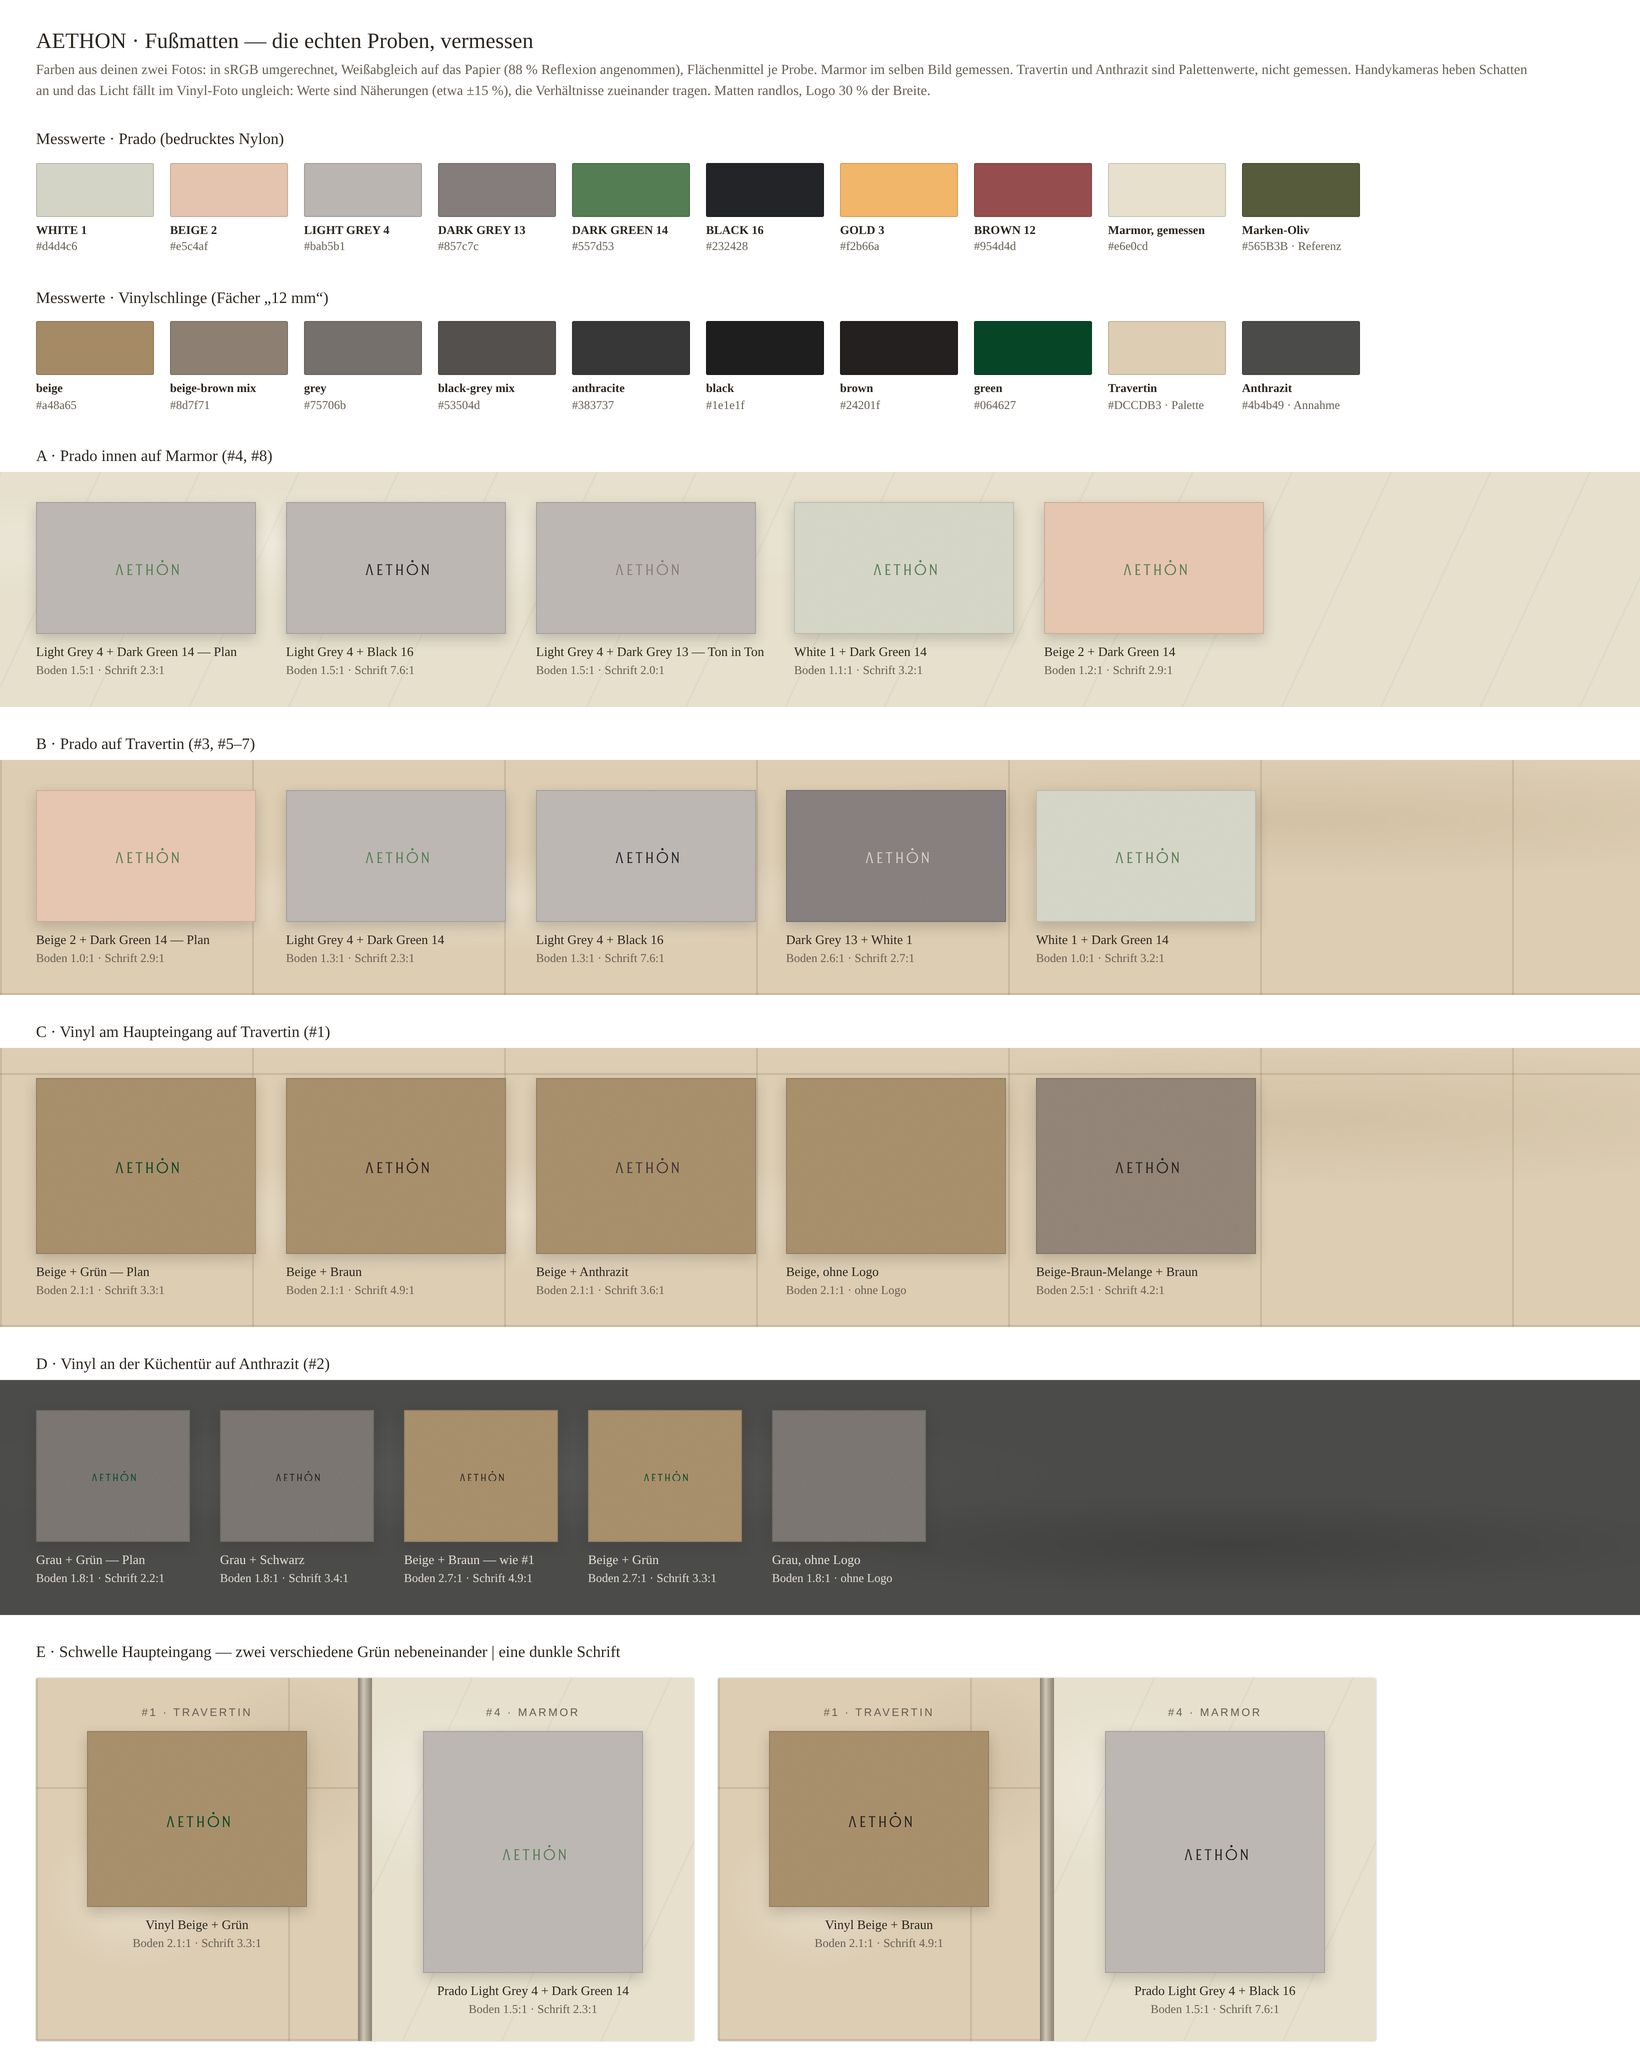 AETHON · Fußmatten — die echten Proben, vermessen
Farben aus deinen zwei Fotos: in sRGB umgerechnet, Weißabgleich auf das Papier (88 % Reflexion angenommen), Flächenmittel je Probe. Marmor im selben Bild gemessen. Travertin und Anthrazit sind Palettenwerte, nicht gemessen. Handykameras heben Schatten
an und das Licht fällt im Vinyl-Foto ungleich: Werte sind Näherungen (etwa ±15 %), die Verhältnisse zueinander tragen. Matten randlos, Logo 30 % der Breite.
Messwerte · Prado (bedrucktes Nylon)
WHITE 1 BEIGE 2 LIGHT GREY 4 DARK GREY 13 DARK GREEN 14 BLACK 16 GOLD 3 BROWN 12 Marmor, gemessen Marken-Oliv
#d4d4c6 #e5c4af #bab5b1 #857c7c #557d53 #232428 #f2b66a #954d4d #e6e0cd #565B3B · Referenz
Messwerte · Vinylschlinge (Fächer „12 mm“)
beige beige-brown mix grey black-grey mix anthracite black brown green Travertin Anthrazit
#a48a65 #8d7f71 #75706b #53504d #383737 #1e1e1f #24201f #064627 #DCCDB3 · Palette #4b4b49 · Annahme
A · Prado innen auf Marmor (#4, #8)
ΛETHȮN ΛETHȮN ΛETHȮN ΛETHȮN ΛETHȮN
Light Grey 4 + Dark Green 14 — Plan Light Grey 4 + Black 16 Light Grey 4 + Dark Grey 13 — Ton in Ton White 1 + Dark Green 14 Beige 2 + Dark Green 14
Boden 1.5:1 · Schrift 2.3:1 Boden 1.5:1 · Schrift 7.6:1 Boden 1.5:1 · Schrift 2.0:1 Boden 1.1:1 · Schrift 3.2:1 Boden 1.2:1 · Schrift 2.9:1
B · Prado auf Travertin (#3, #5–7)
ΛETHȮN ΛETHȮN ΛETHȮN ΛETHȮN ΛETHȮN
Beige 2 + Dark Green 14 — Plan Light Grey 4 + Dark Green 14 Light Grey 4 + Black 16 Dark Grey 13 + White 1 White 1 + Dark Green 14
Boden 1.0:1 · Schrift 2.9:1 Boden 1.3:1 · Schrift 2.3:1 Boden 1.3:1 · Schrift 7.6:1 Boden 2.6:1 · Schrift 2.7:1 Boden 1.0:1 · Schrift 3.2:1
C · Vinyl am Haupteingang auf Travertin (#1)
ΛETHȮN ΛETHȮN ΛETHȮN ΛETHȮN
Beige + Grün — Plan Beige + Braun Beige + Anthrazit Beige, ohne Logo Beige-Braun-Melange + Braun
Boden 2.1:1 · Schrift 3.3:1 Boden 2.1:1 · Schrift 4.9:1 Boden 2.1:1 · Schrift 3.6:1 Boden 2.1:1 · ohne Logo Boden 2.5:1 · Schrift 4.2:1
D · Vinyl an der Küchentür auf Anthrazit (#2)
ΛETHȮN ΛETHȮN ΛETHȮN ΛETHȮN
Grau + Grün — Plan Grau + Schwarz Beige + Braun — wie #1 Beige + Grün Grau, ohne Logo
Boden 1.8:1 · Schrift 2.2:1 Boden 1.8:1 · Schrift 3.4:1 Boden 2.7:1 · Schrift 4.9:1 Boden 2.7:1 · Schrift 3.3:1 Boden 1.8:1 · ohne Logo
E · Schwelle Haupteingang — zwei verschiedene Grün nebeneinander | eine dunkle Schrift
#1 · TRAVERTIN #4 · MARMOR #1 · TRAVERTIN #4 · MARMOR
ΛETHȮN ΛETHȮN
ΛETHȮN ΛETHȮN
Vinyl Beige + Grün Vinyl Beige + Braun
Boden 2.1:1 · Schrift 3.3:1 Boden 2.1:1 · Schrift 4.9:1
Prado Light Grey 4 + Dark Green 14 Prado Light Grey 4 + Black 16
Boden 1.5:1 · Schrift 2.3:1 Boden 1.5:1 · Schrift 7.6:1